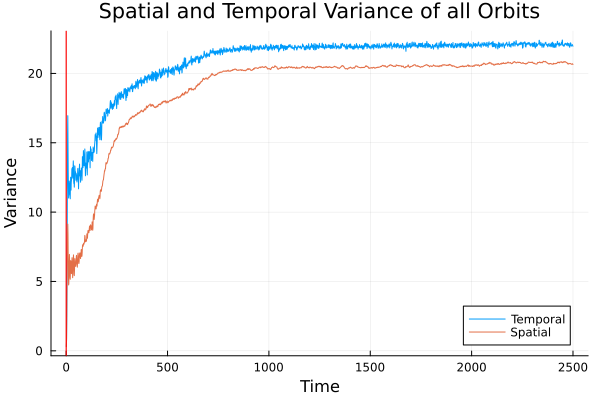 Spatial and Temporal Variance of all Orbits
20
15
10
5
0
Variance
Temporal
Spatial
0 500 1000 1500 2000 2500
Time